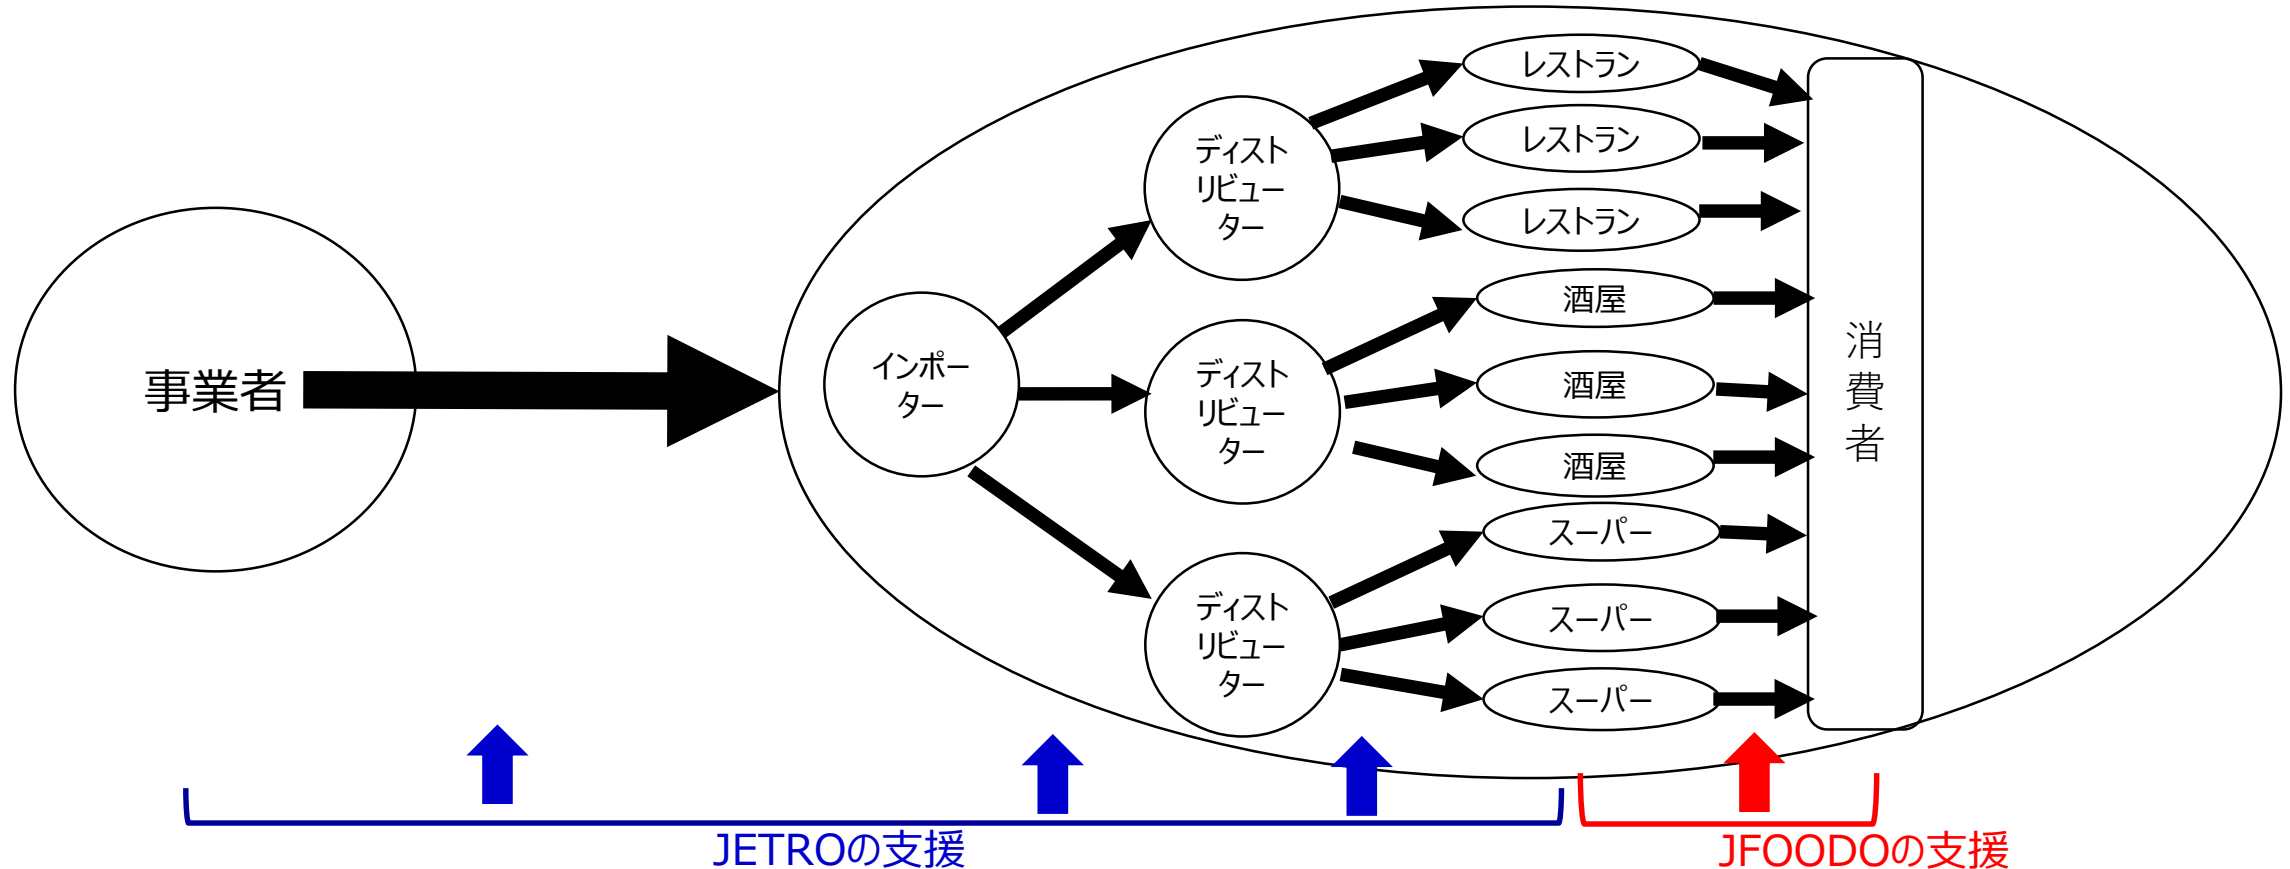 事業者
インポー
ター
ディスト
リビュー
ター
ディスト
リビュー
ター
ディスト
リビュー
ター
レストラン
レストラン
レストラン
酒屋
酒屋
酒屋
スーパー
スーパー
スーパー
消費者
JETROの支援
JFOODOの支援